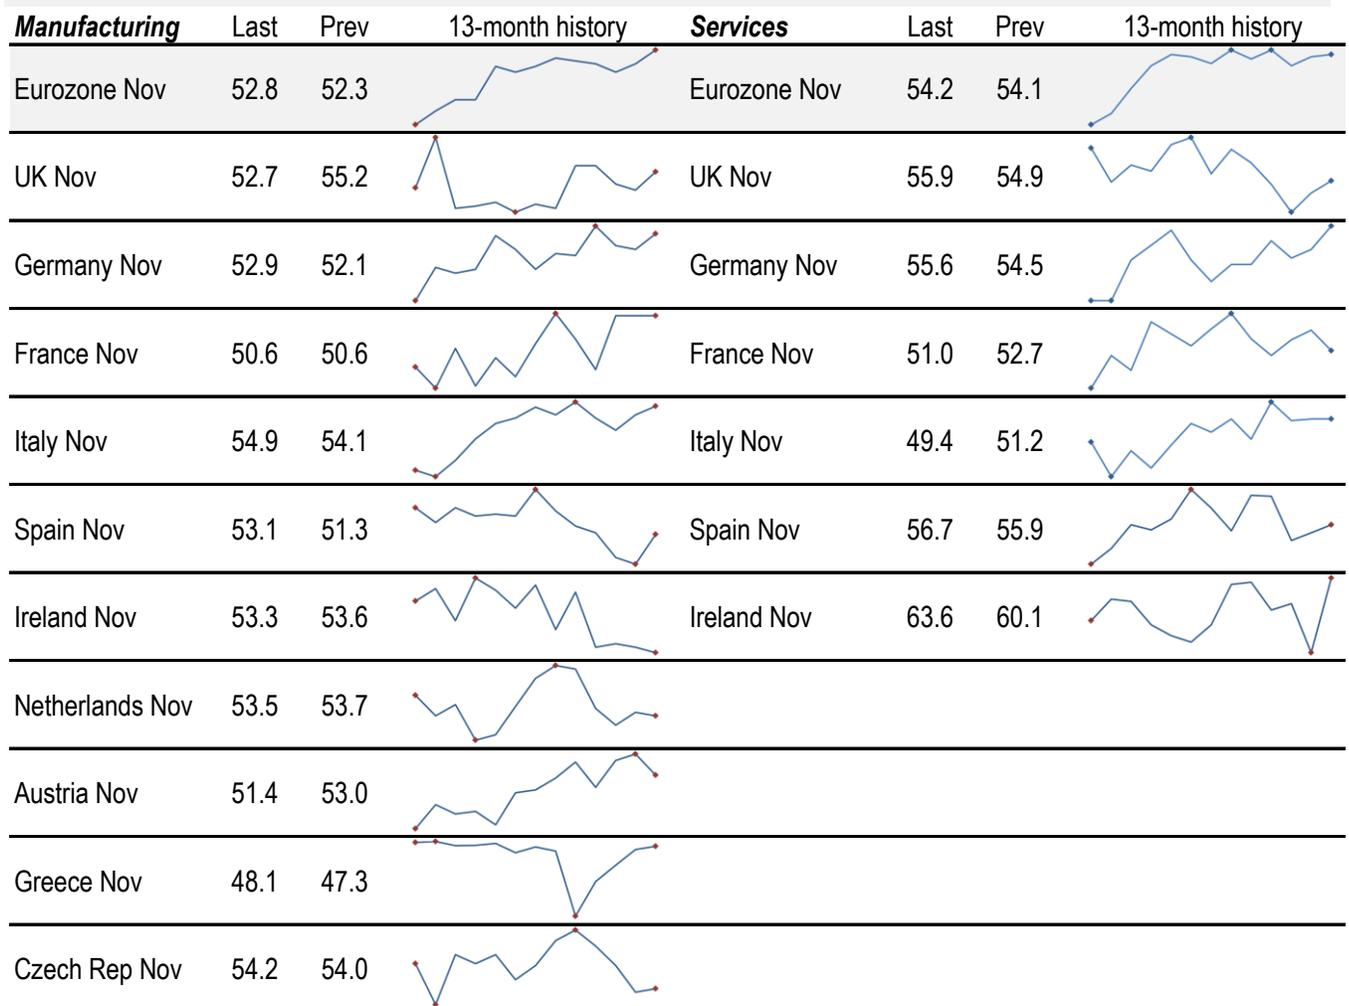 Manufacturing Last Prev 13-month history Services Last Prev 13-month history
Eurozone Nov 52.8 52.3 Eurozone Nov 54.2 54.1
UK Nov 52.7 55.2 UK Nov 55.9 54.9
Germany Nov 52.9 52.1 Germany Nov 55.6 54.5
France Nov 50.6 50.6 France Nov 51.0 52.7
Italy Nov 54.9 54.1 Italy Nov 49.4 51.2
Spain Nov 53.1 51.3 Spain Nov 56.7 55.9
Ireland Nov 53.3 53.6 Ireland Nov 63.6 60.1
Netherlands Nov 53.5 53.7
Austria Nov 51.4 53.0
Greece Nov 48.1 47.3
Czech Rep Nov 54.2 54.0